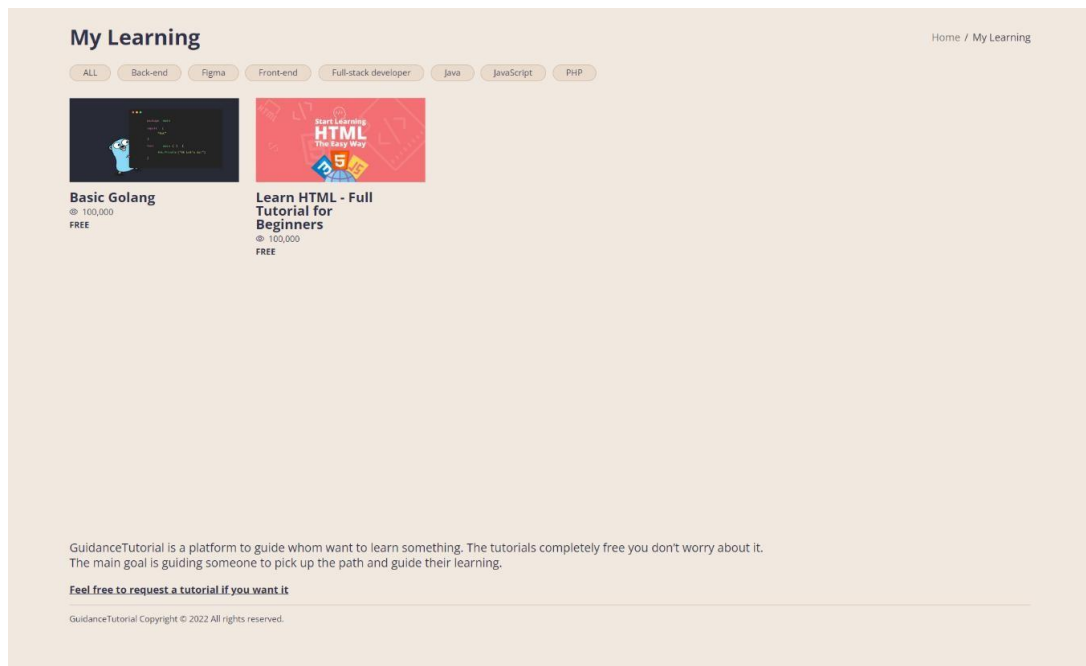 My Learning
Home / My Learning
ALL
Back-end
Figma
Front-end
Full-stack developer
Java
JavaScript
PHP
Start Learning
HTML
The Easy Way
5
3
JS
Basic Golang
100,000
FREE
Learn HTML - Full
Tutorial for
Beginners
100,000
FREE
GuidanceTutorial is a platform to guide whom want to learn something. The tutorials completely free you don't worry about it.
The main goal is guiding someone to pick up the path and guide their learning.
Feel free to request a tutorial if you want it
GuidanceTutorial Copyright © 2022 All rights reserved.